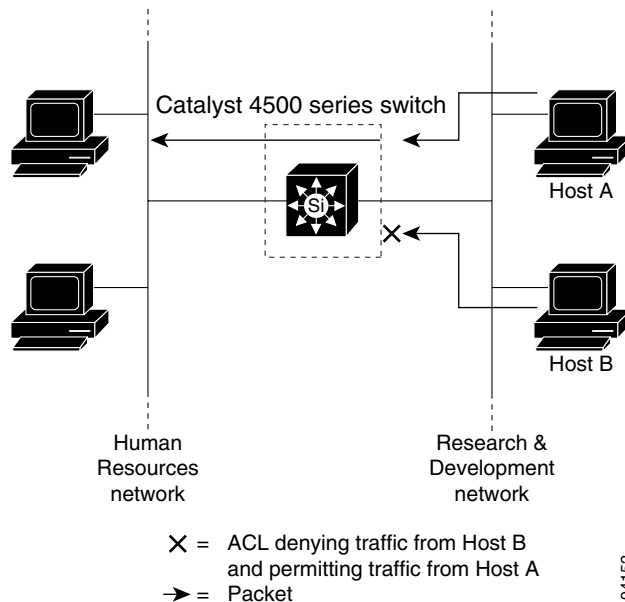 Catalyst 4500 series switch
Si
Host A
Host B
Human
Resources
network
Research &
Development
network
X = ACL denying traffic from Host B
and permitting traffic from Host A
= Packet